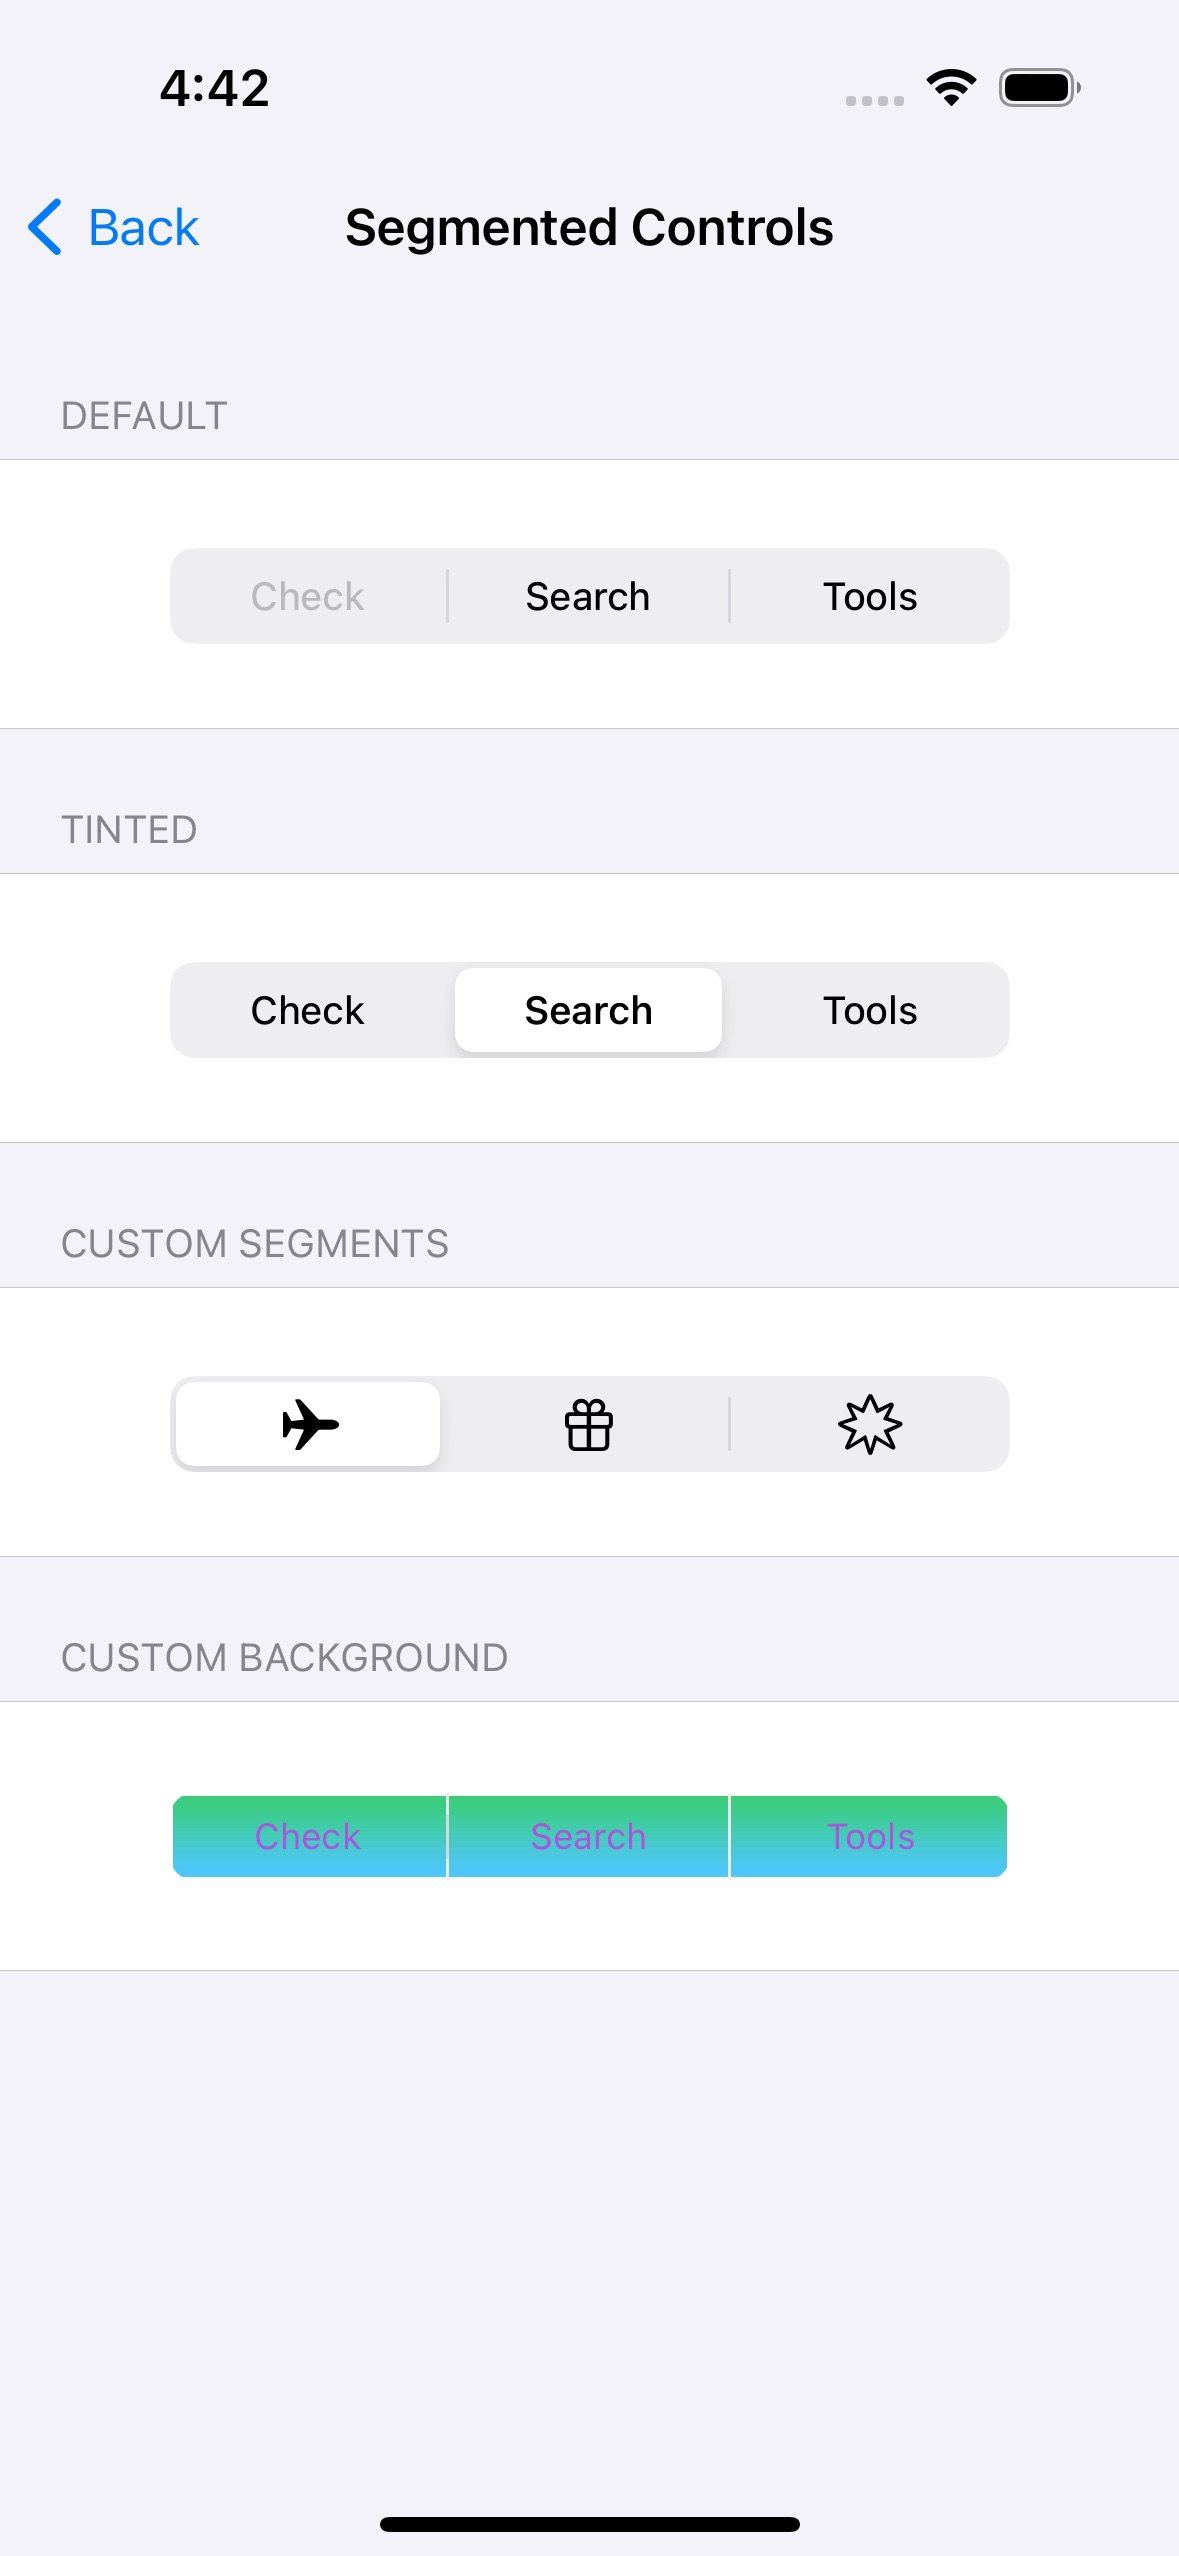 4:42
Back
Segmented Controls
DEFAULT
Check Search Tools
TINTED
Check Search Tools
CUSTOM SEGMENTS
CUSTOM BACKGROUND
Check Search Tools